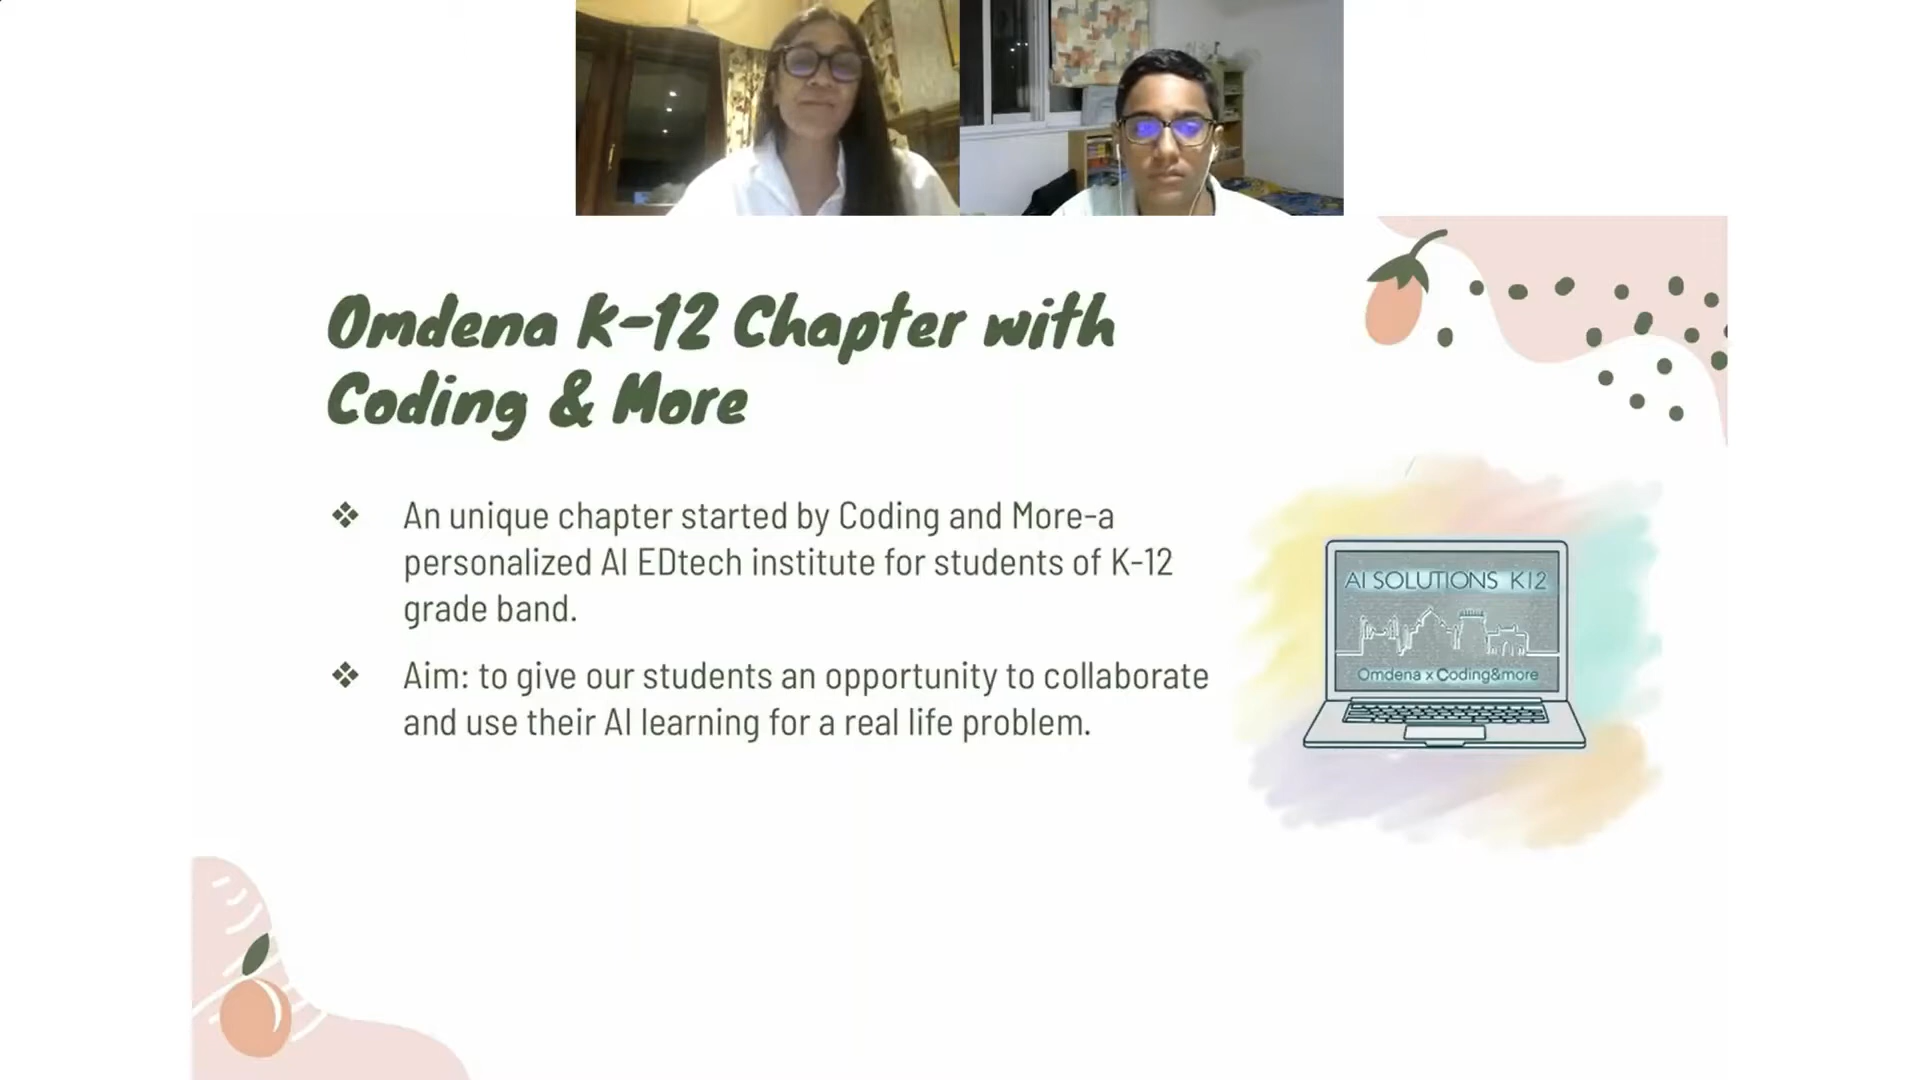 Omdena K-12 Chapter with
Coding & More
An unique chapter started by Coding and More-a
personalized AI EDtech institute for students of K-12
grade band.
Aim: to give our students an opportunity to collaborate
and use their AI learning for a real life problem.
AI SOLUTIONS K12
Omdena x Coding&more